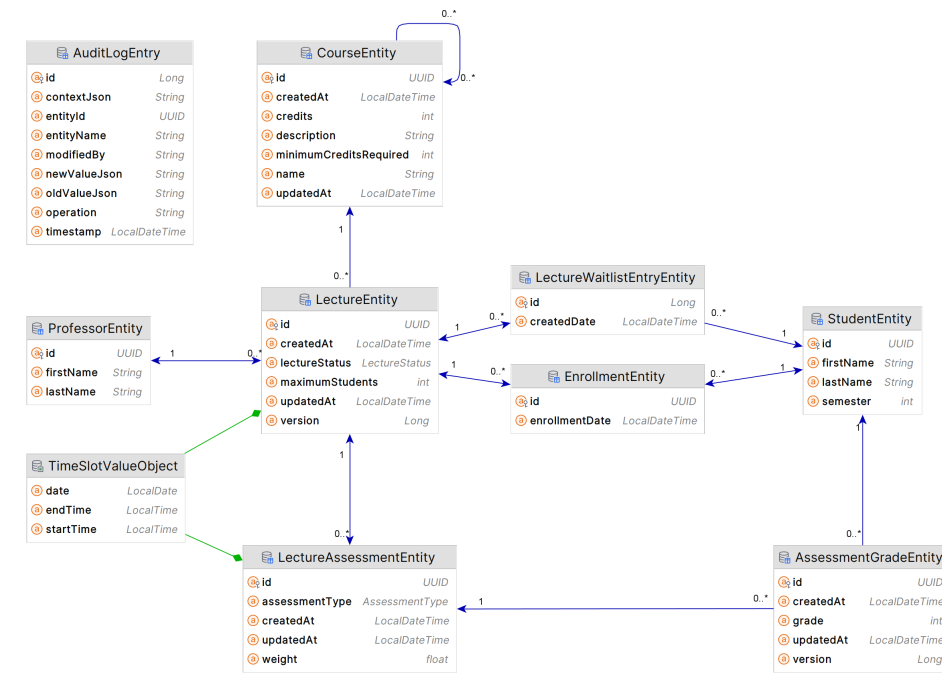 0..*
0..*
AuditLogEntry
id Long
contextJson String
entityId UUID
entityName String
modifiedBy String
newValueJson String
oldValueJson String
operation String
timestamp LocalDateTime
CourseEntity
id UUID
createdAt LocalDateTime
credits int
description String
minimumCreditsRequired int
name String
updatedAt LocalDateTime
1
0..*
LectureEntity
id UUID
createdAt LocalDateTime
lectureStatus LectureStatus
maximumStudents int
updatedAt LocalDateTime
version Long
ProfessorEntity
id UUID
firstName String
lastName String
1
0..*
LectureWaitlistEntryEntity
id Long
createdDate LocalDateTime
1
0..*
0..*
1
StudentEntity
id UUID
firstName String
lastName String
semester int
EnrollmentEntity
id UUID
enrollmentDate LocalDateTime
1
0..*
0..*
1
TimeSlotValueObject
date LocalDate
endTime LocalTime
startTime LocalTime
1
0..*
1
0..*
LectureAssessmentEntity
id UUID
assessmentType AssessmentType
createdAt LocalDateTime
updatedAt LocalDateTime
weight float
1
0..*
AssessmentGradeEntity
id UUID
createdAt LocalDateTime
grade int
updatedAt LocalDateTime
version Long